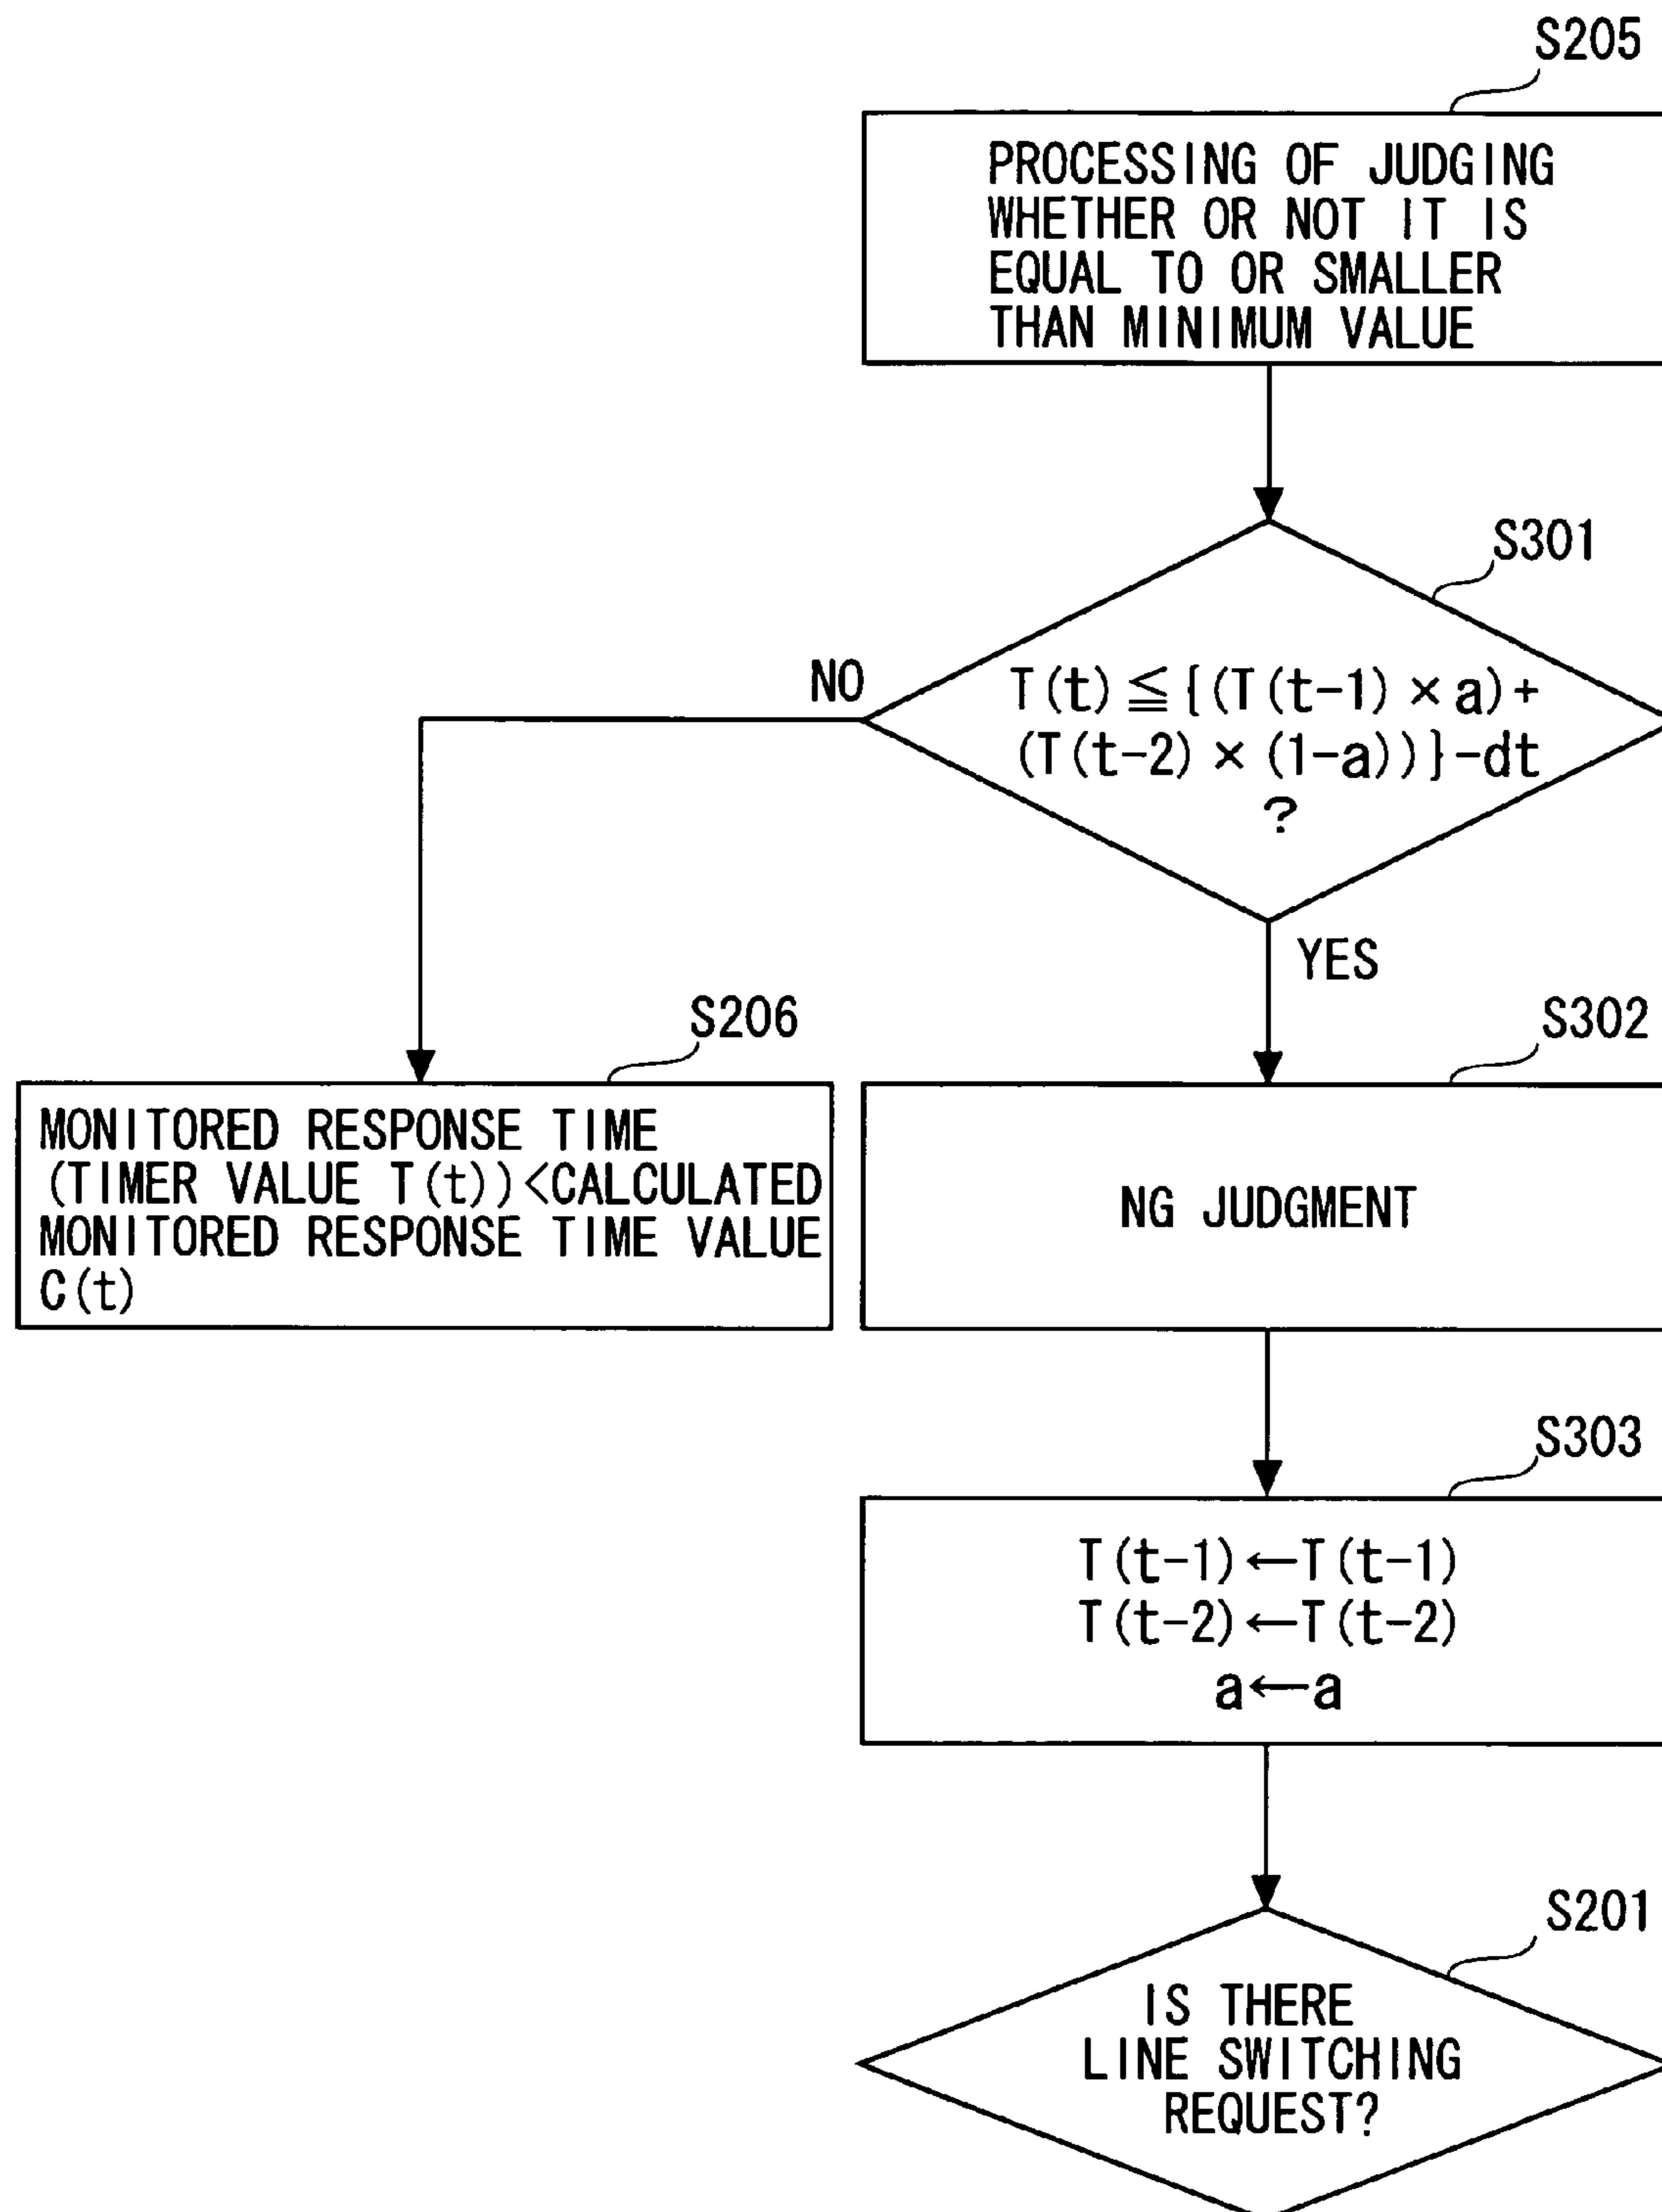 S205
PROCESSING OF JUDGING
WHETHER OR NOT IT IS
EQUAL TO OR SMALLER
THAN MINIMUM VALUE
S301
T(t)≦{(T(t-1)×a)+
(T(t-2)×(1-a))}-dt
?
NO
YES
S206
MONITORED RESPONSE TIME
(TIMER VALUE T(t))<CALCULATED
MONITORED RESPONSE TIME VALUE
C(t)
S302
NG JUDGMENT
S303
T(t-1)←T(t-1)
T(t-2)←T(t-2)
a←a
S201
IS THERE
LINE SWITCHING
REQUEST?